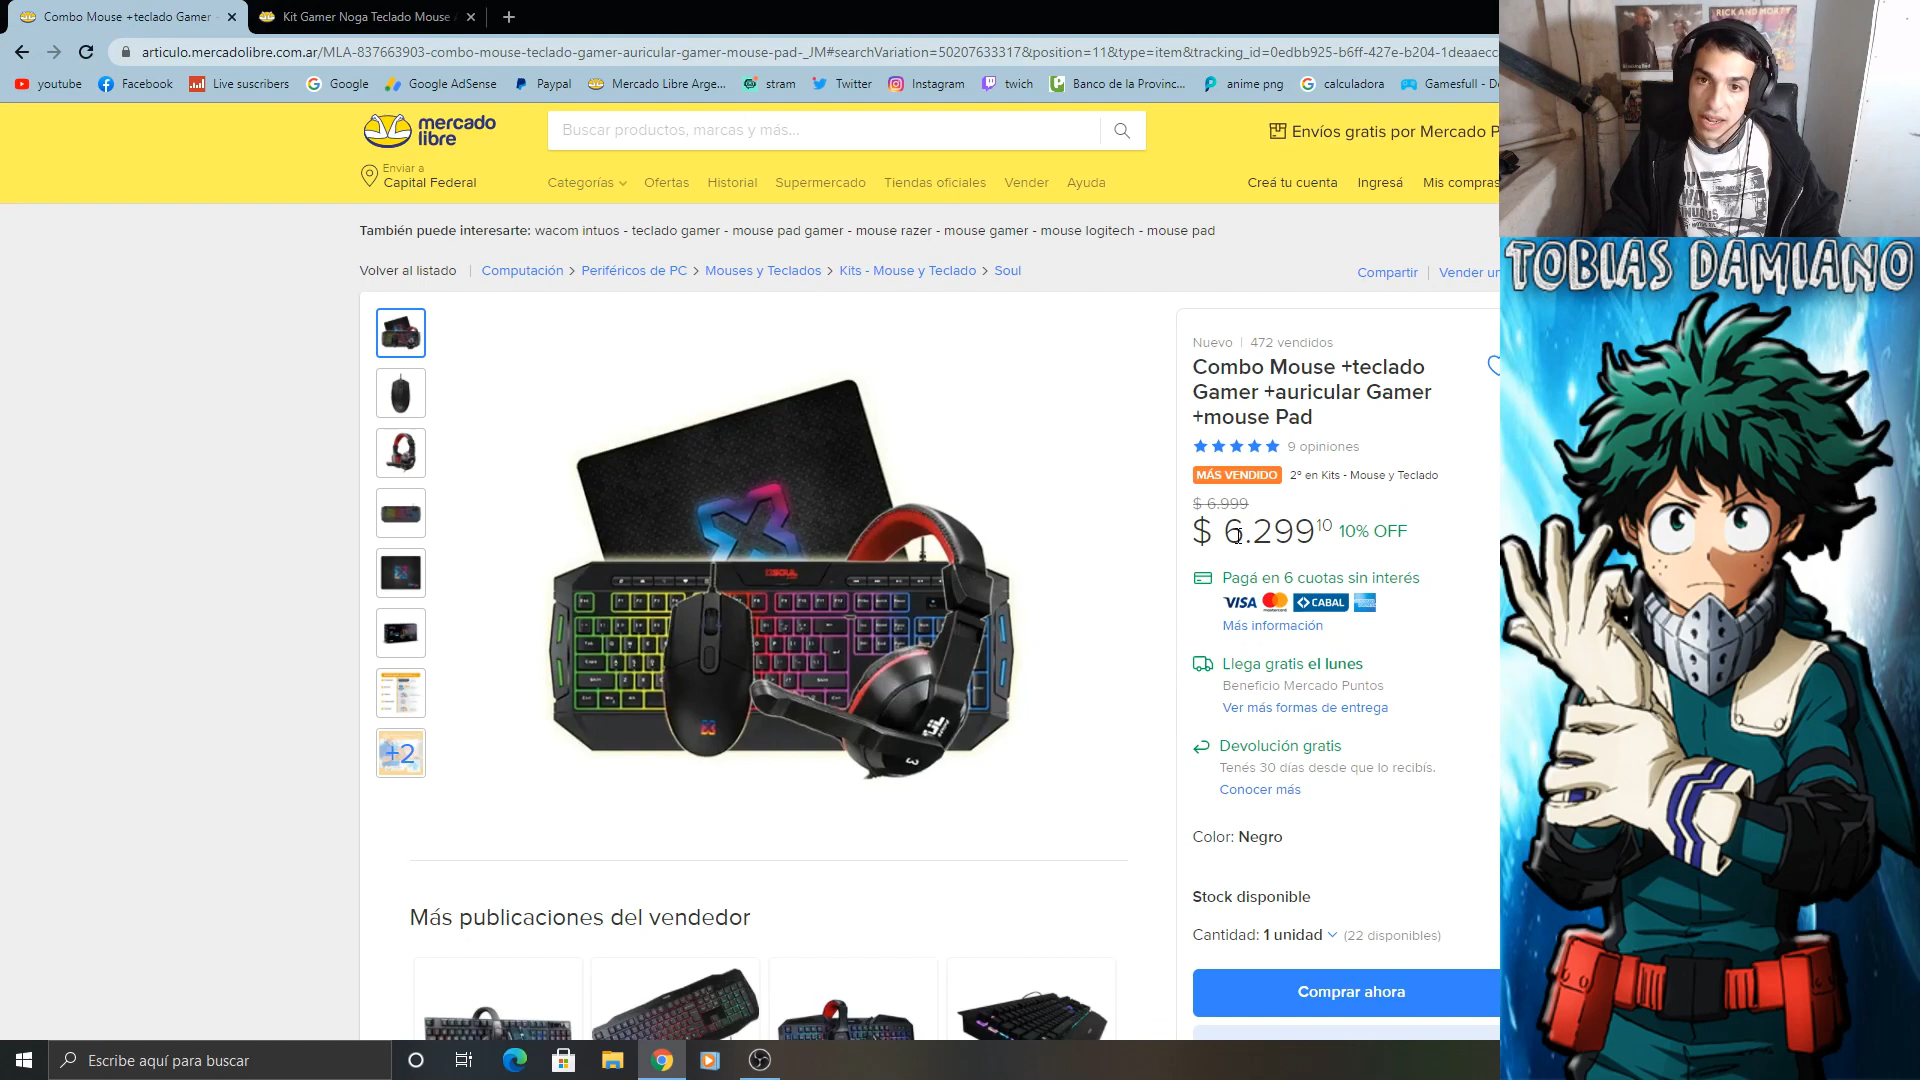 Combo Mouse +teclado Gamer
Kit Gamer Noga Teclado Mouse
articulo.mercadolibre.com.ar/MLA-837663903-combo-mouse-teclado-gamer-auricular-gamer-mouse-pad-_JM#searchVariation=50207633317&position=11&type=item&tracking_id=0edbb925-b6ff-427e-b204-1deaaecc
youtube Facebook Live suscribers Google Google AdSense Paypal Mercado Libre Arge... stram Twitter Instagram twich Banco de la Provinc... anime png calculadora Gamesfull - D
mercado
libre
Buscar productos, marcas y más...
Envíos gratis por Mercado P
Enviar a
Capital Federal
Categorías Ofertas Historial Supermercado Tiendas oficiales Vender Ayuda
Creá tu cuenta Ingresá Mis compras
También puede interesarte: wacom intuos - teclado gamer - mouse pad gamer - mouse razer - mouse gamer - mouse logitech - mouse pad
Volver al listado | Computación > Periféricos de PC > Mouses y Teclados > Kits - Mouse y Teclado > Soul
Compartir | Vender un
+2
SOUL
Nuevo | 472 vendidos
Combo Mouse +teclado
Gamer +auricular Gamer
+mouse Pad
9 opiniones
MÁS VENDIDO 2º en Kits - Mouse y Teclado
$ 6.999
$ 6.299 10 10% OFF
Pagá en 6 cuotas sin interés
VISA CABAL
Más información
Llega gratis el lunes
Beneficio Mercado Puntos
Ver más formas de entrega
Devolución gratis
Tenés 30 días desde que lo recibís.
Conocer más
Color: Negro
Stock disponible
Cantidad: 1 unidad (22 disponibles)
Comprar ahora
Más publicaciones del vendedor
RICK AND MORTY
TOBIAS DAMIANO
Escribe aquí para buscar